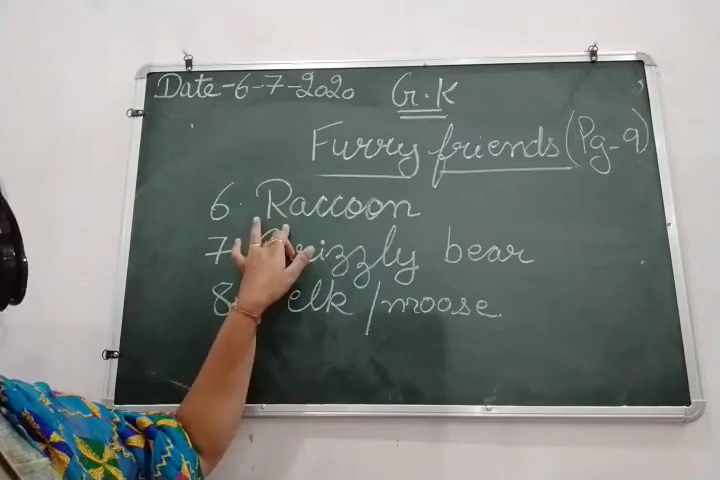 Date-6-7-2020 G.K
Furry friends (Pg-9)
6. Raccoon
7. Grizzly bear
8. elk/moose.